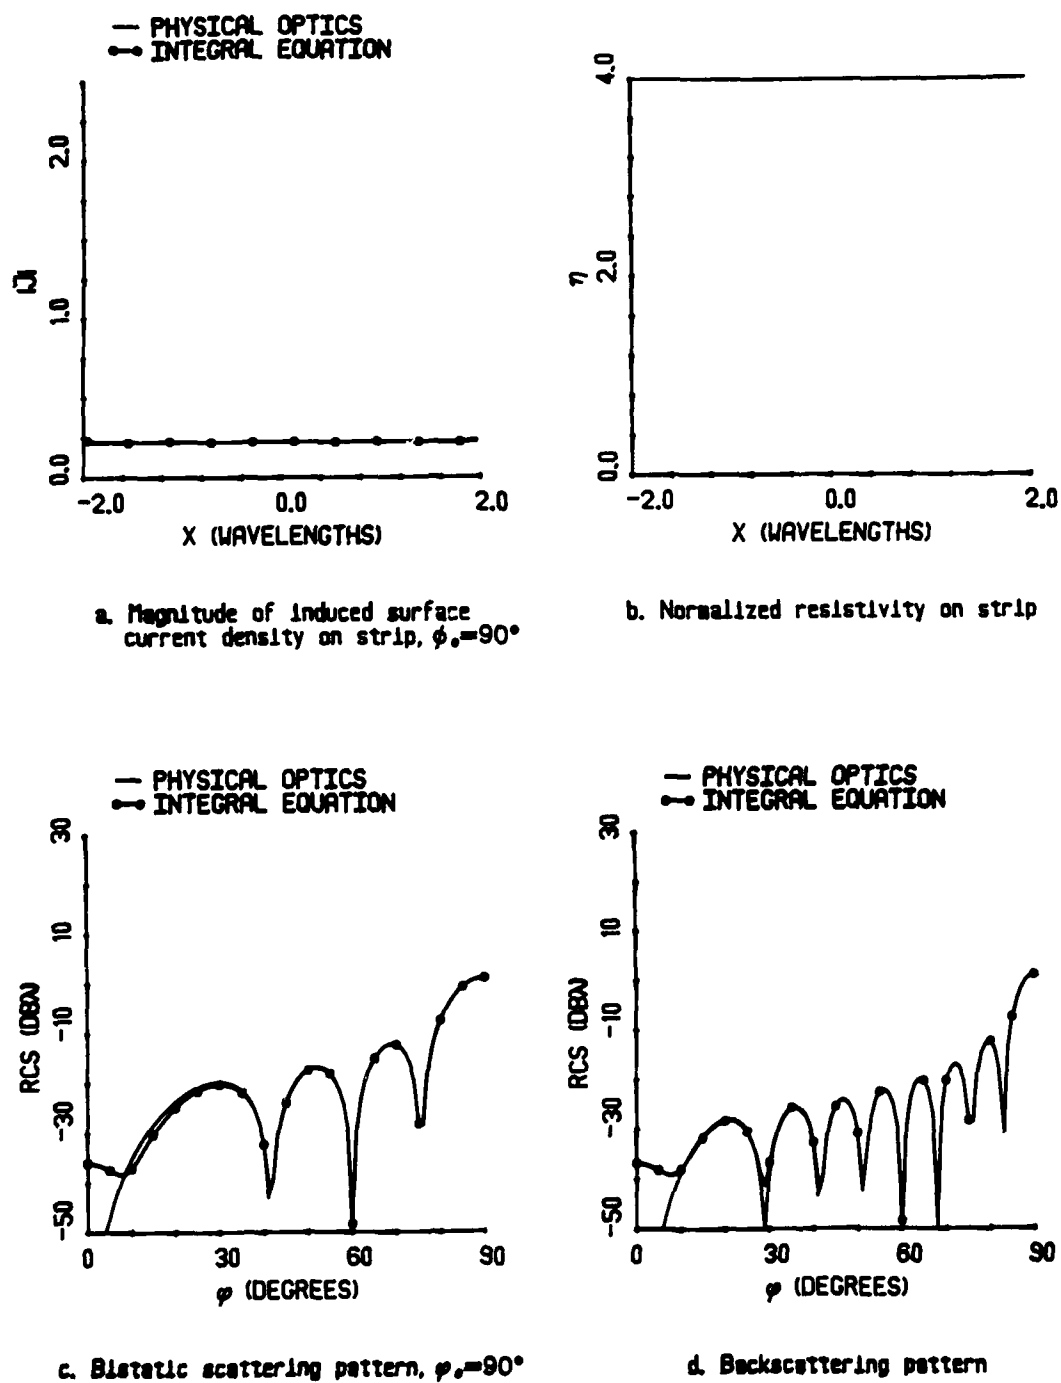 — PHYSICAL OPTICS
●—● INTEGRAL EQUATION
|J|
0.0 1.0 2.0
-2.0 0.0 2.0
X (WAVELENGTHS)
a. Magnitude of induced surface
current density on strip, ϕ₀=90°
η
0.0 2.0 4.0
-2.0 0.0 2.0
X (WAVELENGTHS)
b. Normalized resistivity on strip
— PHYSICAL OPTICS
●—● INTEGRAL EQUATION
RCS (DBλ)
-50 -30 -10 10 30
0 30 60 90
φ (DEGREES)
c. Bistatic scattering pattern, φ₀=90°
— PHYSICAL OPTICS
●—● INTEGRAL EQUATION
RCS (DBλ)
-50 -30 -10 10 30
0 30 60 90
φ (DEGREES)
d. Backscattering pattern